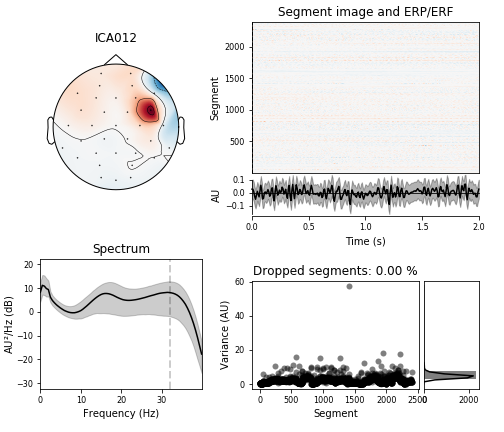 ICA012
Segment image and ERP/ERF
Segment
2000
1500
1000
500
AU
0.1
0.0
−0.1
0.0 0.5 1.0 1.5 2.0
Time (s)
Spectrum
AU²/Hz (dB)
20
10
0
−10
−20
−30
0 10 20 30
Frequency (Hz)
Dropped segments: 0.00 %
Variance (AU)
60
40
20
0
0 500 1000 1500 2000 2500
Segment
0 2000